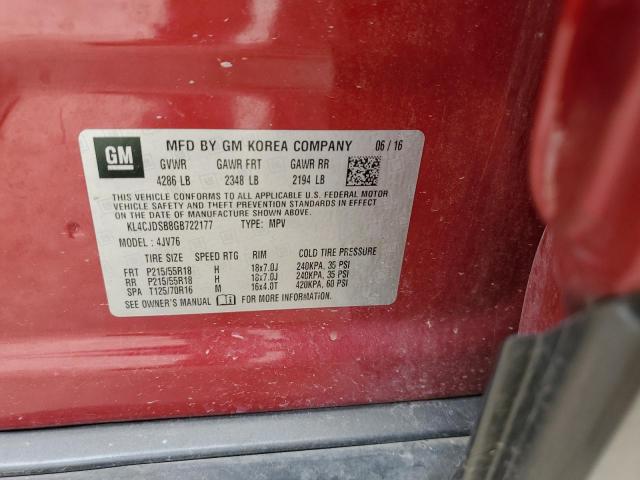 GM MFD BY GM KOREA COMPANY 06 / 16
GVWR GAWR FRT GAWR RR
4286 LB 2348 LB 2194 LB
THIS VEHICLE CONFORMS TO ALL APPLICABLE U.S. FEDERAL MOTOR
VEHICLE SAFETY AND THEFT PREVENTION STANDARDS IN EFFECT
ON THE DATE OF MANUFACTURE SHOWN ABOVE.
KL4CJDSB8GB722177 TYPE: MPV
MODEL : 4JV76
TIRE SIZE SPEED RTG RIM COLD TIRE PRESSURE
FRT P215/55R18 H 18x7.0J 240KPA, 35 PSI
RR P215/55R18 H 18x7.0J 240KPA, 35 PSI
SPA T125/70R16 M 16x4.0T 420KPA, 60 PSI
SEE OWNER'S MANUAL FOR MORE INFORMATION.